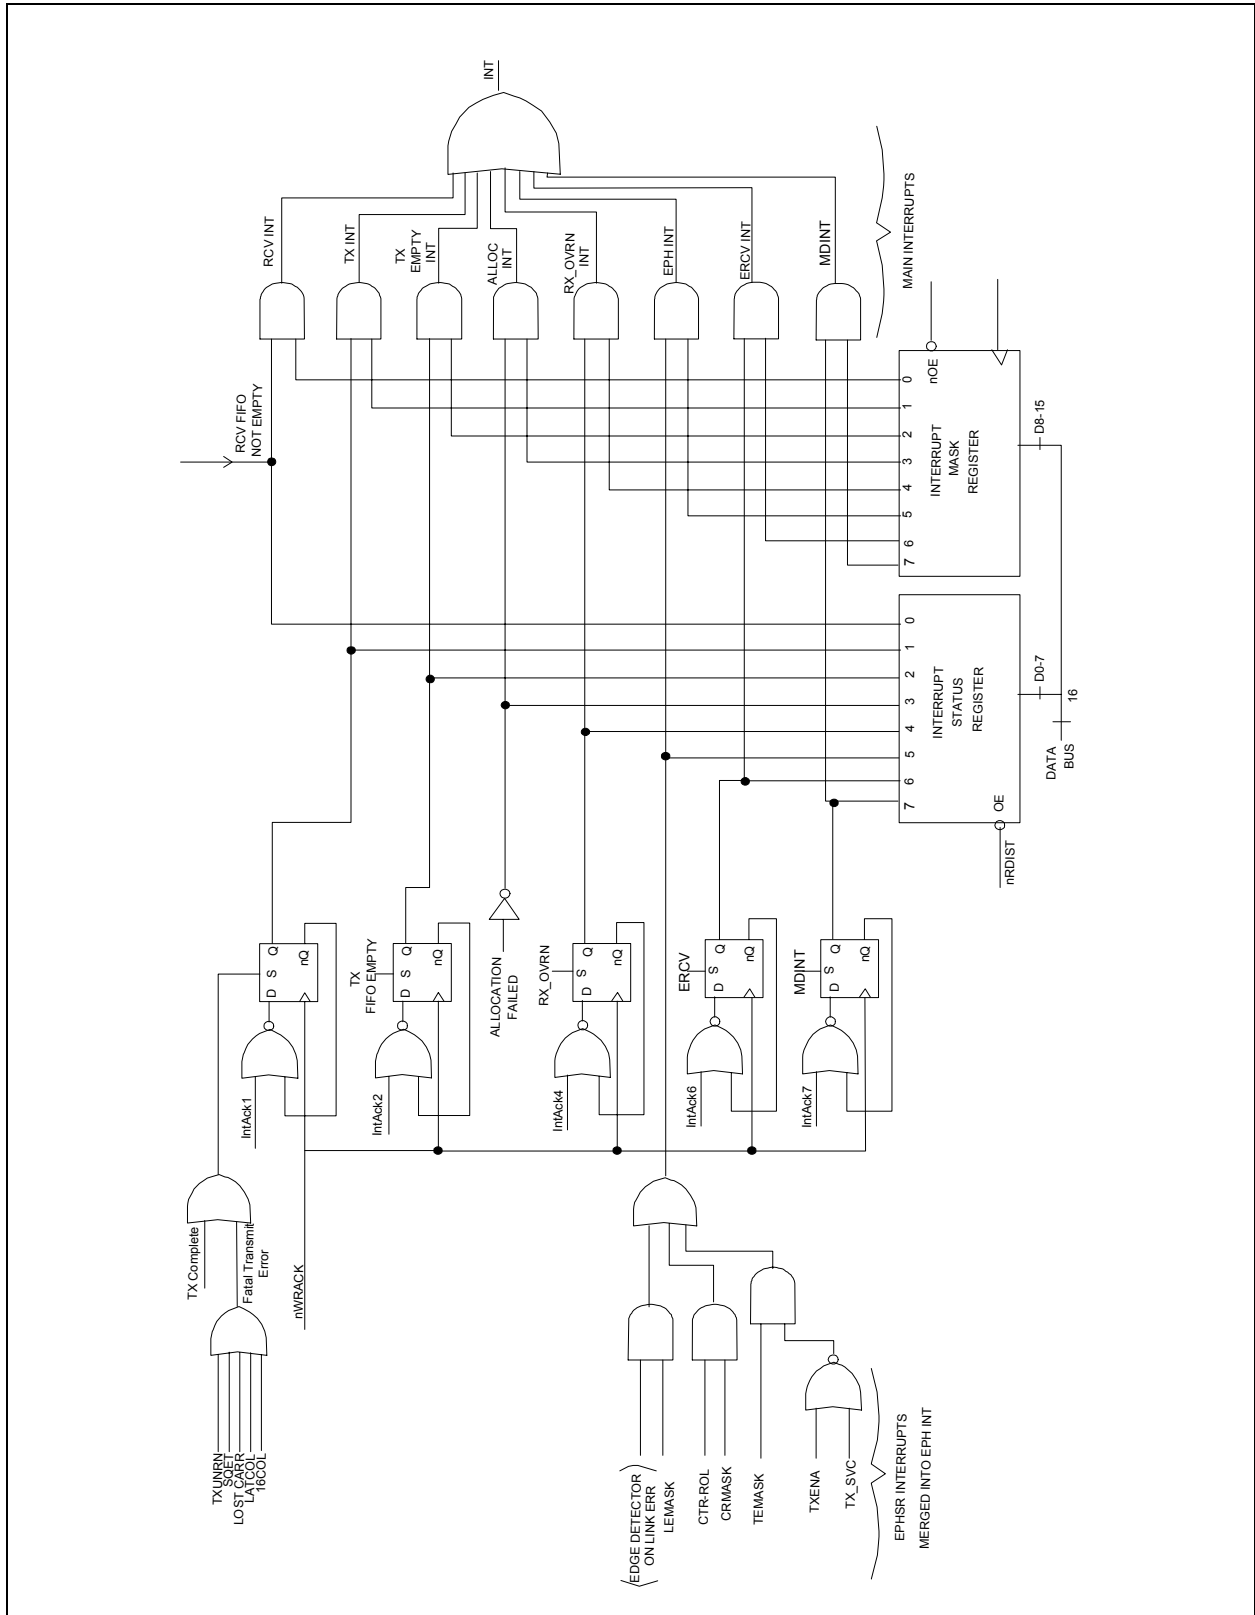 INT
RCV INT
TX INT
TX
EMPTY
INT
ALLOC
INT
RX_OVRN
INT
EPH INT
ERCV INT
MDINT
MAIN INTERRUPTS
RCV FIFO
NOT EMPTY
0
1
2
3
4
5
6
7
nOE
INTERRUPT
MASK
REGISTER
D8-15
0
1
2
3
4
5
6
7
OE
INTERRUPT
STATUS
REGISTER
D0-7
16
DATA
BUS
nRDIST
D
S
Q
nQ
IntAck1
TX
FIFO EMPTY
D
S
Q
nQ
IntAck2
ALLOCATION
FAILED
RX_OVRN
D
S
Q
nQ
IntAck4
ERCV
D
S
Q
nQ
IntAck6
MDINT
D
S
Q
nQ
IntAck7
TX Complete
Fatal Transmit
Error
nWRACK
TXUNRN
SQET
LOST CARR
LATCOL
16COL
EDGE DETECTOR
ON LINK ERR
LEMASK
CTR-ROL
CRMASK
TEMASK
TXENA
TX_SVC
EPHSR INTERRUPTS
MERGED INTO EPH INT